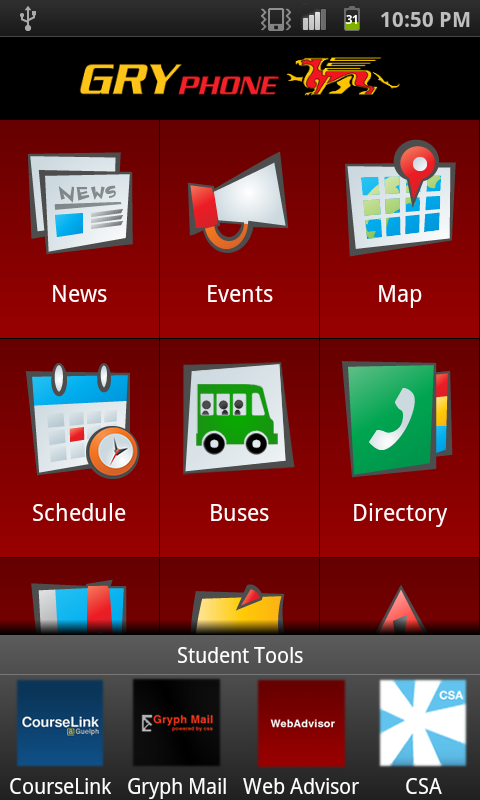 31 10:50 PM
GRYPHONE
NEWS
News Events Map
Schedule Buses Directory
Student Tools
CourseLink
@Guelph
Gryph Mail
powered by csa
WebAdvisor
CSA
CourseLink Gryph Mail Web Advisor CSA